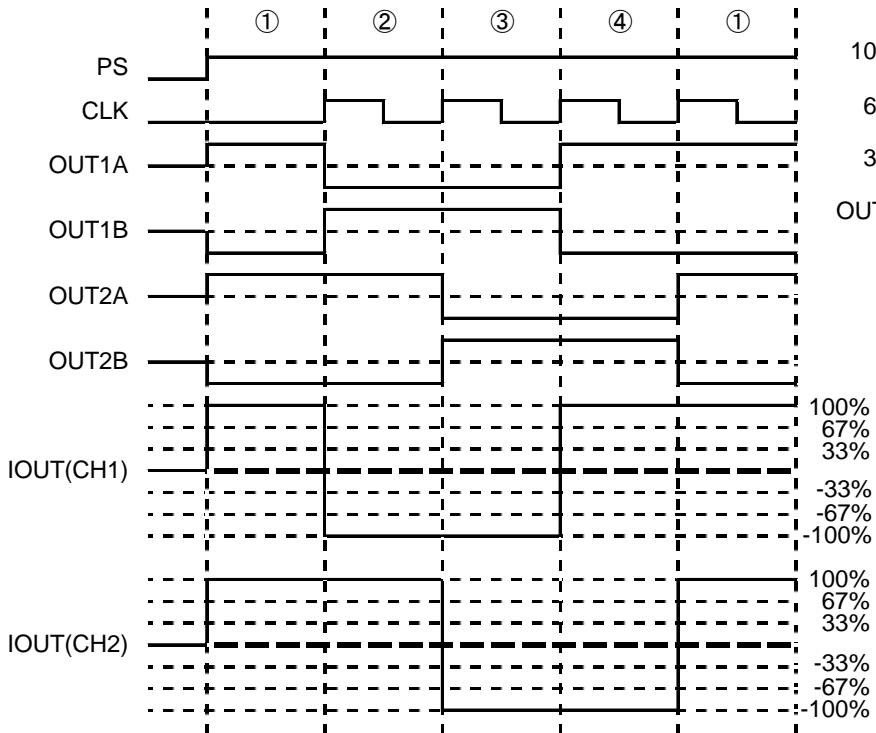 ① ② ③ ④ ①
PS
10
CLK
6
OUT1A
3
OUT1B
OUT
OUT2A
OUT2B
100%
67%
33%
IOUT(CH1)
-33%
-67%
-100%
100%
67%
33%
IOUT(CH2)
-33%
-67%
-100%